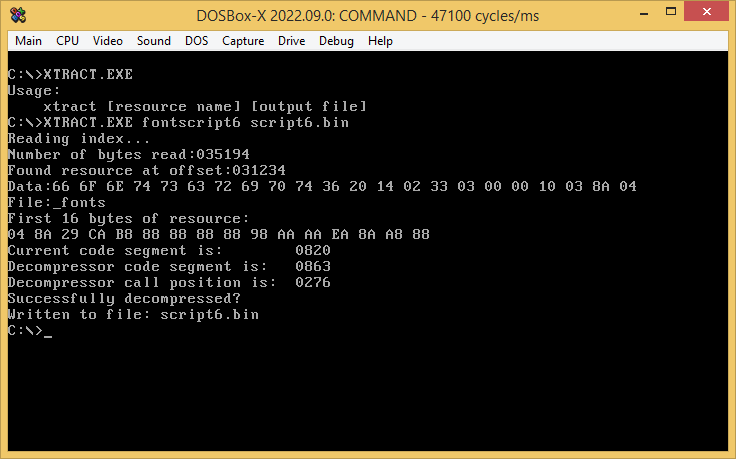 DOSBox-X 2022.09.0: COMMAND - 47100 cycles/ms
Main CPU Video Sound DOS Capture Drive Debug Help
C:\>XTRACT.EXE
Usage:
    xtract [resource name] [output file]
C:\>XTRACT.EXE fontscript6 script6.bin
Reading index...
Number of bytes read:035194
Found resource at offset:031234
Data:66 6F 6E 74 73 63 72 69 70 74 36 20 14 02 33 03 00 00 10 03 8A 04
File:_fonts
First 16 bytes of resource:
04 8A 29 CA B8 88 88 88 88 98 AA AA EA 8A A8 88
Current code segment is:         0820
Decompressor code segment is:   0863
Decompressor call position is:  0276
Successfully decompressed?
Written to file: script6.bin
C:\>_